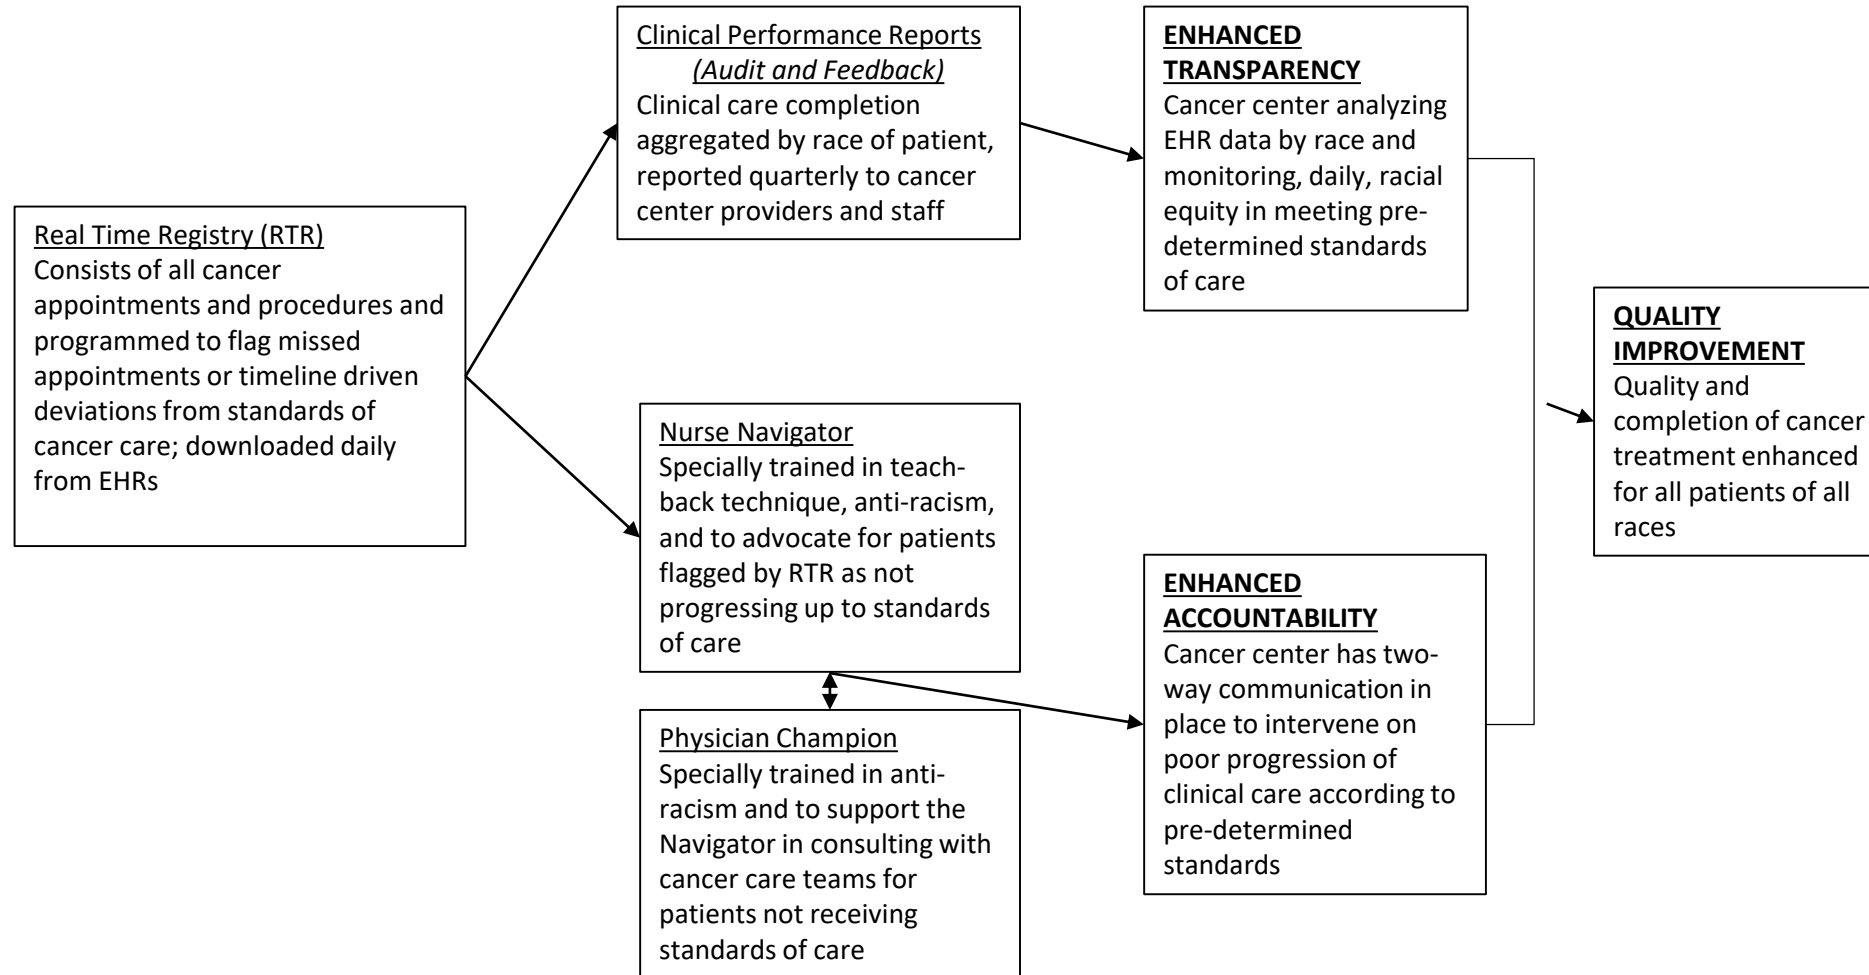 Real Time Registry (RTR)
Consists of all cancer
appointments and procedures and
programmed to flag missed
appointments or timeline driven
deviations from standards of
cancer care; downloaded daily
from EHRs
Clinical Performance Reports
(Audit and Feedback)
Clinical care completion
aggregated by race of patient,
reported quarterly to cancer
center providers and staff
Nurse Navigator
Specially trained in teach-
back technique, anti-racism,
and to advocate for patients
flagged by RTR as not
progressing up to standards
of care
Physician Champion
Specially trained in anti-
racism and to support the
Navigator in consulting with
cancer care teams for
patients not receiving
standards of care
ENHANCED
TRANSPARENCY
Cancer center analyzing
EHR data by race and
monitoring, daily, racial
equity in meeting pre-
determined standards
of care
ENHANCED
ACCOUNTABILITY
Cancer center has two-
way communication in
place to intervene on
poor progression of
clinical care according to
pre-determined
standards
QUALITY
IMPROVEMENT
Quality and
completion of cancer
treatment enhanced
for all patients of all
races